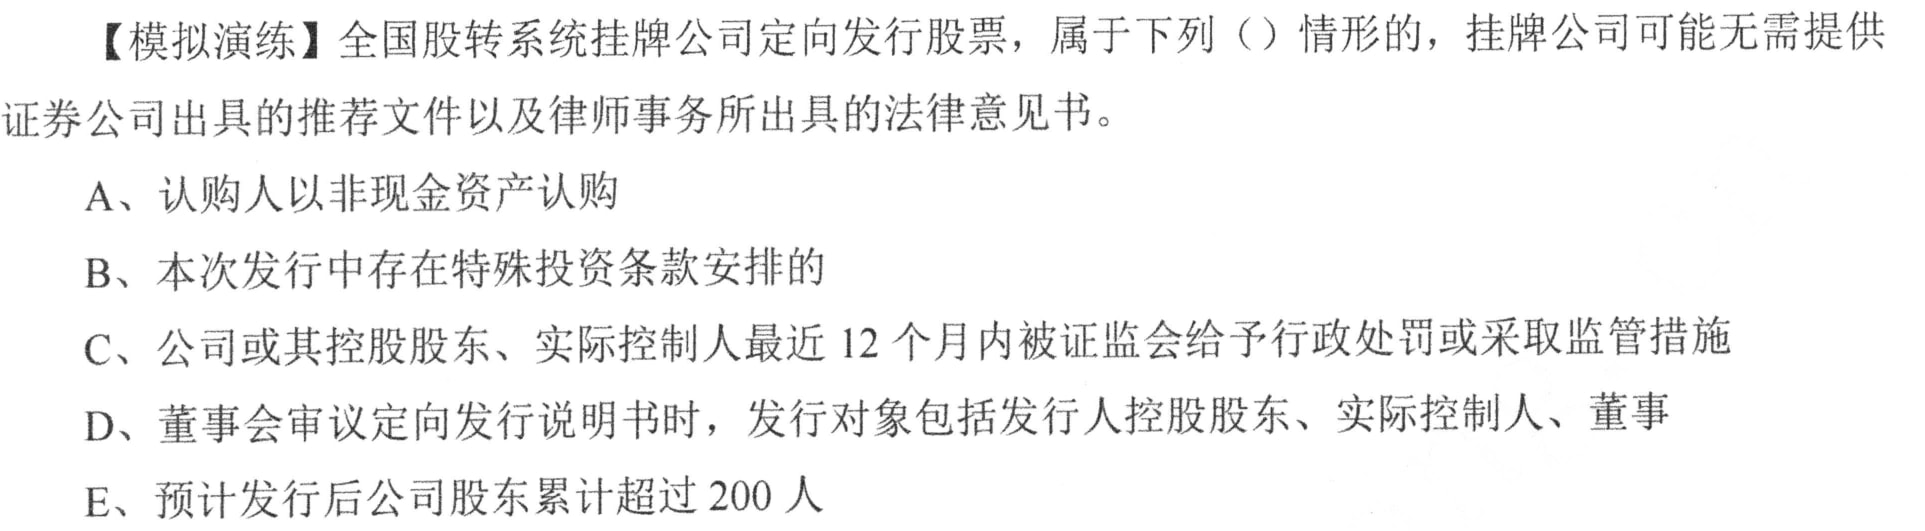 【模拟演练】全国股转系统挂牌公司定向发行股票，属于下列（）情形的，挂牌公司可能无需提供
证券公司出具的推荐文件以及律师事务所出具的法律意见书。
A、认购人以非现金资产认购
B、本次发行中存在特殊投资条款安排的
C、公司或其控股股东、实际控制人最近 12 个月内被证监会给予行政处罚或采取监管措施
D、董事会审议定向发行说明书时，发行对象包括发行人控股股东、实际控制人、董事
E、预计发行后公司股东累计超过 200 人